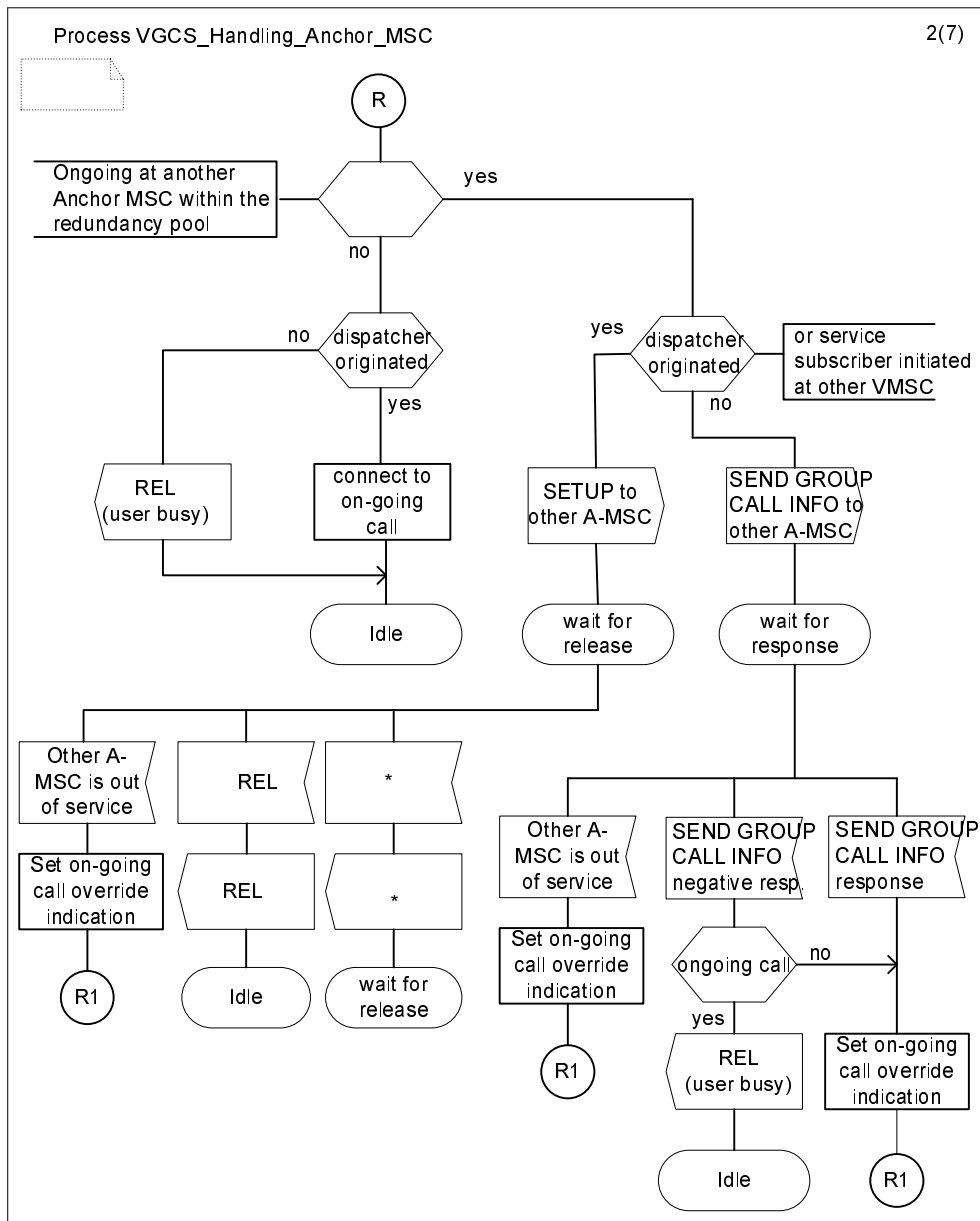 Process VGCS_Handling_Anchor_MSC
2(7)
R
Ongoing at another
Anchor MSC within the
redundancy pool
yes
no
no
dispatcher
originated
yes
yes
dispatcher
originated
no
or service
subscriber initiated
at other VMSC
REL
(user busy)
connect to
on-going
call
SETUP to
other A-MSC
SEND GROUP
CALL INFO to
other A-MSC
Idle
wait for
release
wait for
response
Other A-
MSC is out
of service
REL
*
Set on-going
call override
indication
REL
*
R1
Idle
wait for
release
Other A-
MSC is out
of service
SEND GROUP
CALL INFO
negative resp.
SEND GROUP
CALL INFO
response
Set on-going
call override
indication
ongoing call
no
yes
R1
REL
(user busy)
Set on-going
call override
indication
Idle
R1